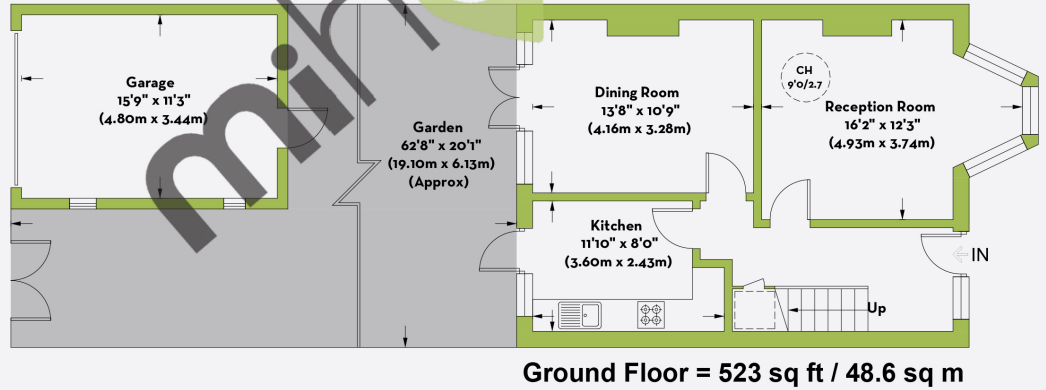 Garage
15'9" x 11'3"
(4.80m x 3.44m)
Garden
62'8" x 20'1"
(19.10m x 6.13m)
(Approx)
Dining Room
13'8" x 10'9"
(4.16m x 3.28m)
CH
9'0/2.7
Reception Room
16'2" x 12'3"
(4.93m x 3.74m)
Kitchen
11'10" x 8'0"
(3.60m x 2.43m)
IN
Up
Ground Floor = 523 sq ft / 48.6 sq m